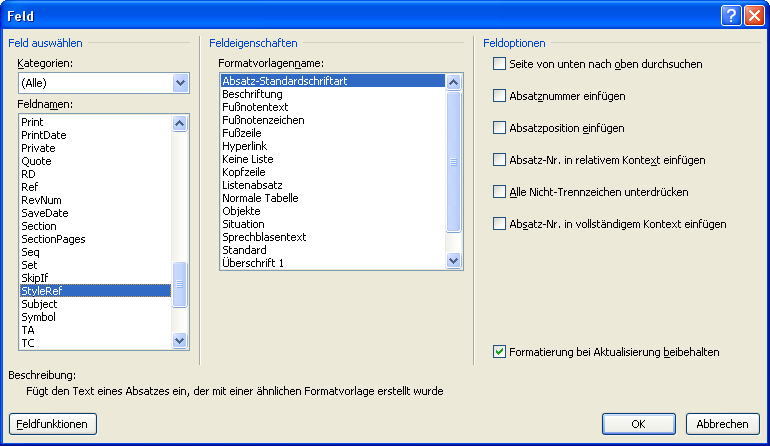 Feld
Feld auswählen
Kategorien:
(Alle)
Feldnamen:
Print
PrintDate
Private
Quote
RD
Ref
RevNum
SaveDate
Section
SectionPages
Seq
Set
SkipIf
StyleRef
Subject
Symbol
TA
TC
Feldeigenschaften
Formatvorlagenname:
Absatz-Standardschriftart
Beschriftung
Fußnotentext
Fußnotenzeichen
Fußzeile
Hyperlink
Keine Liste
Kopfzeile
Listenabsatz
Normale Tabelle
Objekte
Situation
Sprechblasentext
Standard
Überschrift 1
Feldoptionen
Seite von unten nach oben durchsuchen
Absatznummer einfügen
Absatzposition einfügen
Absatz-Nr. in relativem Kontext einfügen
Alle Nicht-Trennzeichen unterdrücken
Absatz-Nr. in vollständigem Kontext einfügen
Formatierung bei Aktualisierung beibehalten
Beschreibung:
Fügt den Text eines Absatzes ein, der mit einer ähnlichen Formatvorlage erstellt wurde
Feldfunktionen
OK
Abbrechen